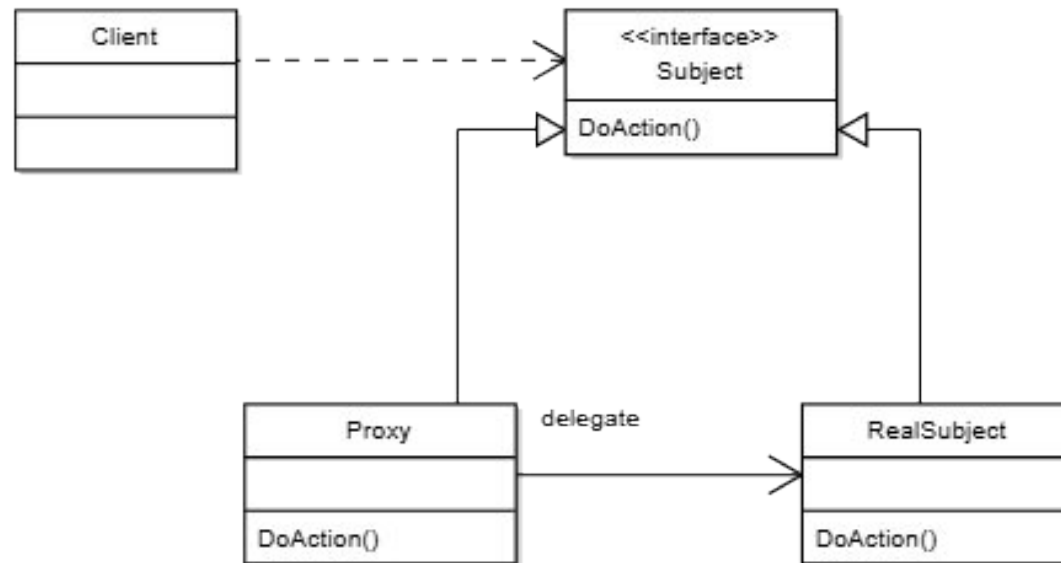 Client
<<interface>>
Subject
DoAction()
Proxy
delegate
RealSubject
DoAction()
DoAction()